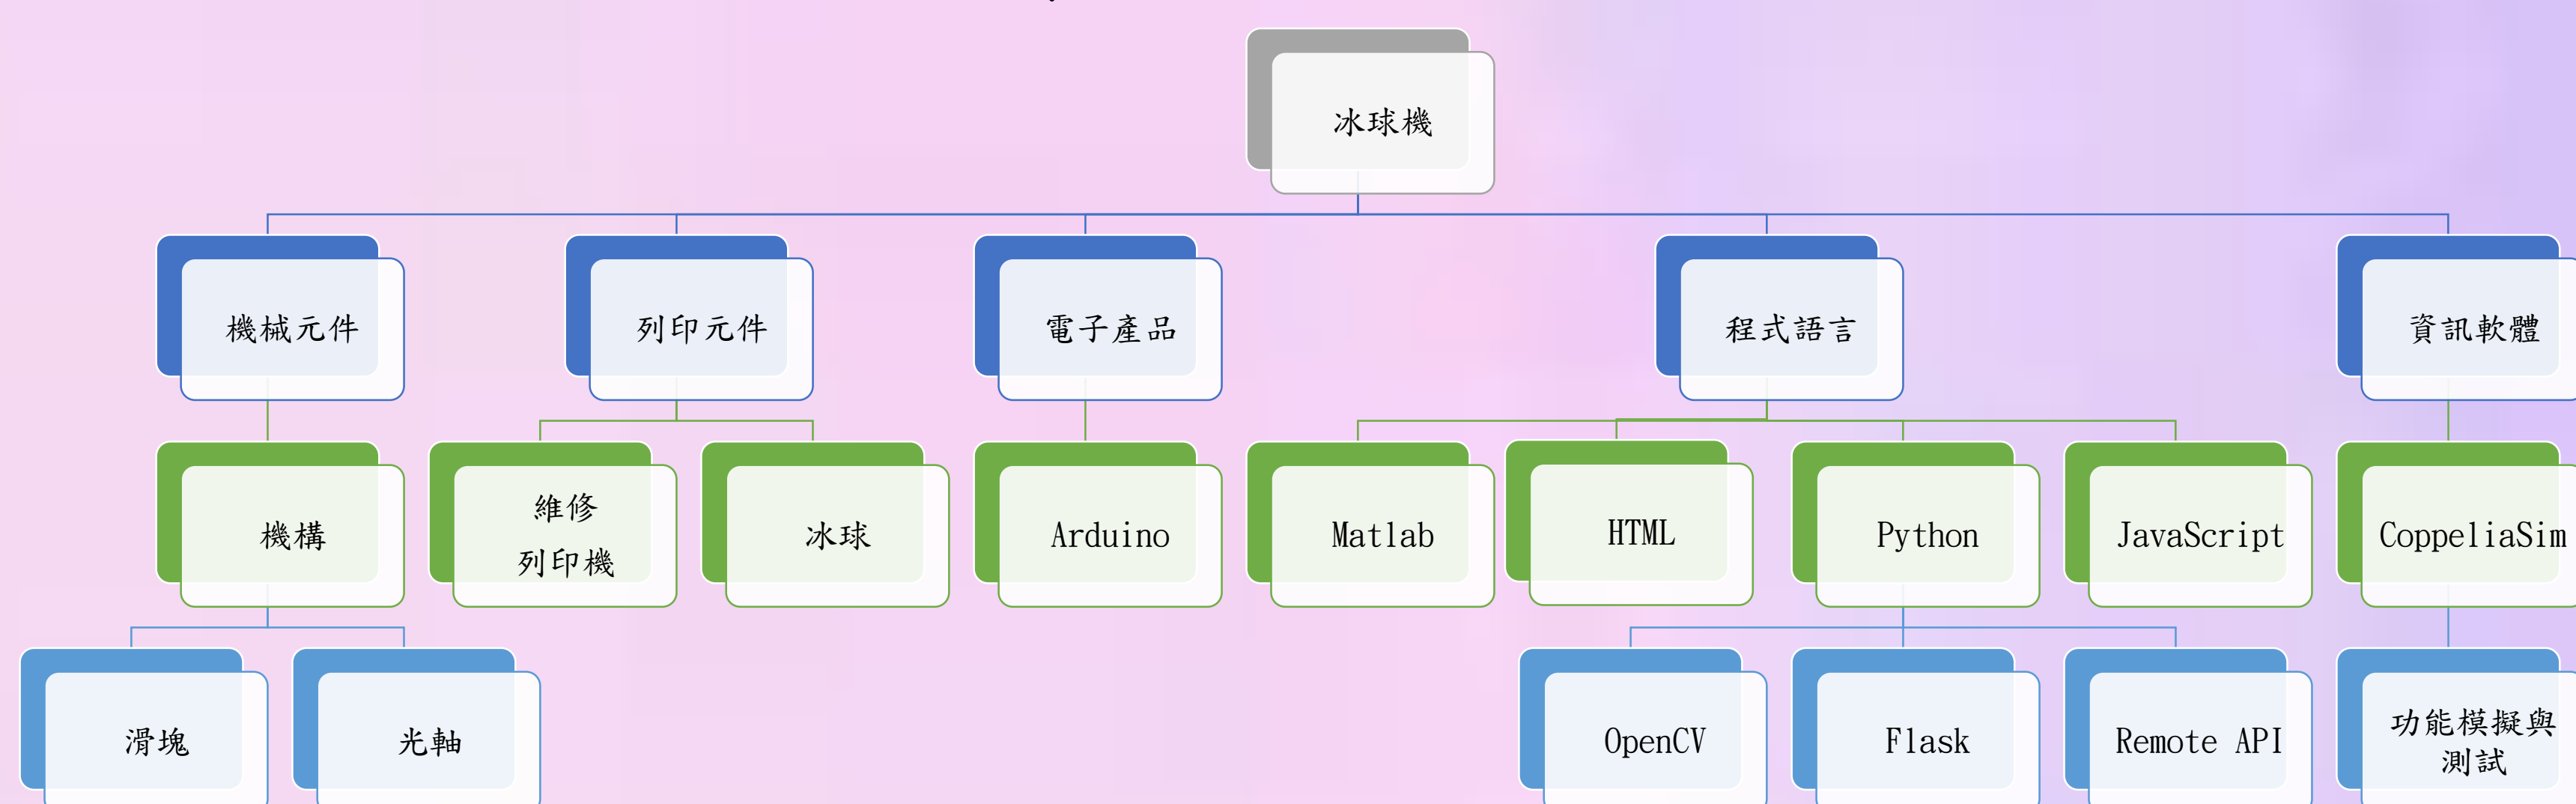 冰球機
機械元件
列印元件
電子產品
程式語言
資訊軟體
機構
維修
列印機
冰球
Arduino
Matlab
HTML
Python
JavaScript
CoppeliaSim
滑塊
光軸
OpenCV
Flask
Remote API
功能模擬與
測試